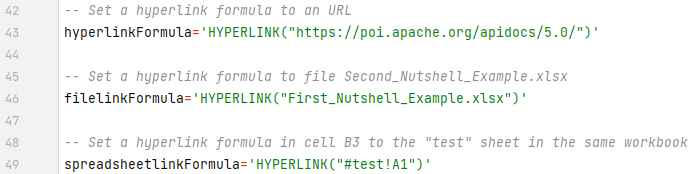 42 -- Set a hyperlink formula to an URL
43 hyperlinkFormula='HYPERLINK("https://poi.apache.org/apidocs/5.0/")'
44
45 -- Set a hyperlink formula to file Second_Nutshell_Example.xlsx
46 filelinkFormula='HYPERLINK("First_Nutshell_Example.xlsx")'
47
48 -- Set a hyperlink formula in cell B3 to the "test" sheet in the same workbook
49 spreadsheetlinkFormula='HYPERLINK("#test!A1")'